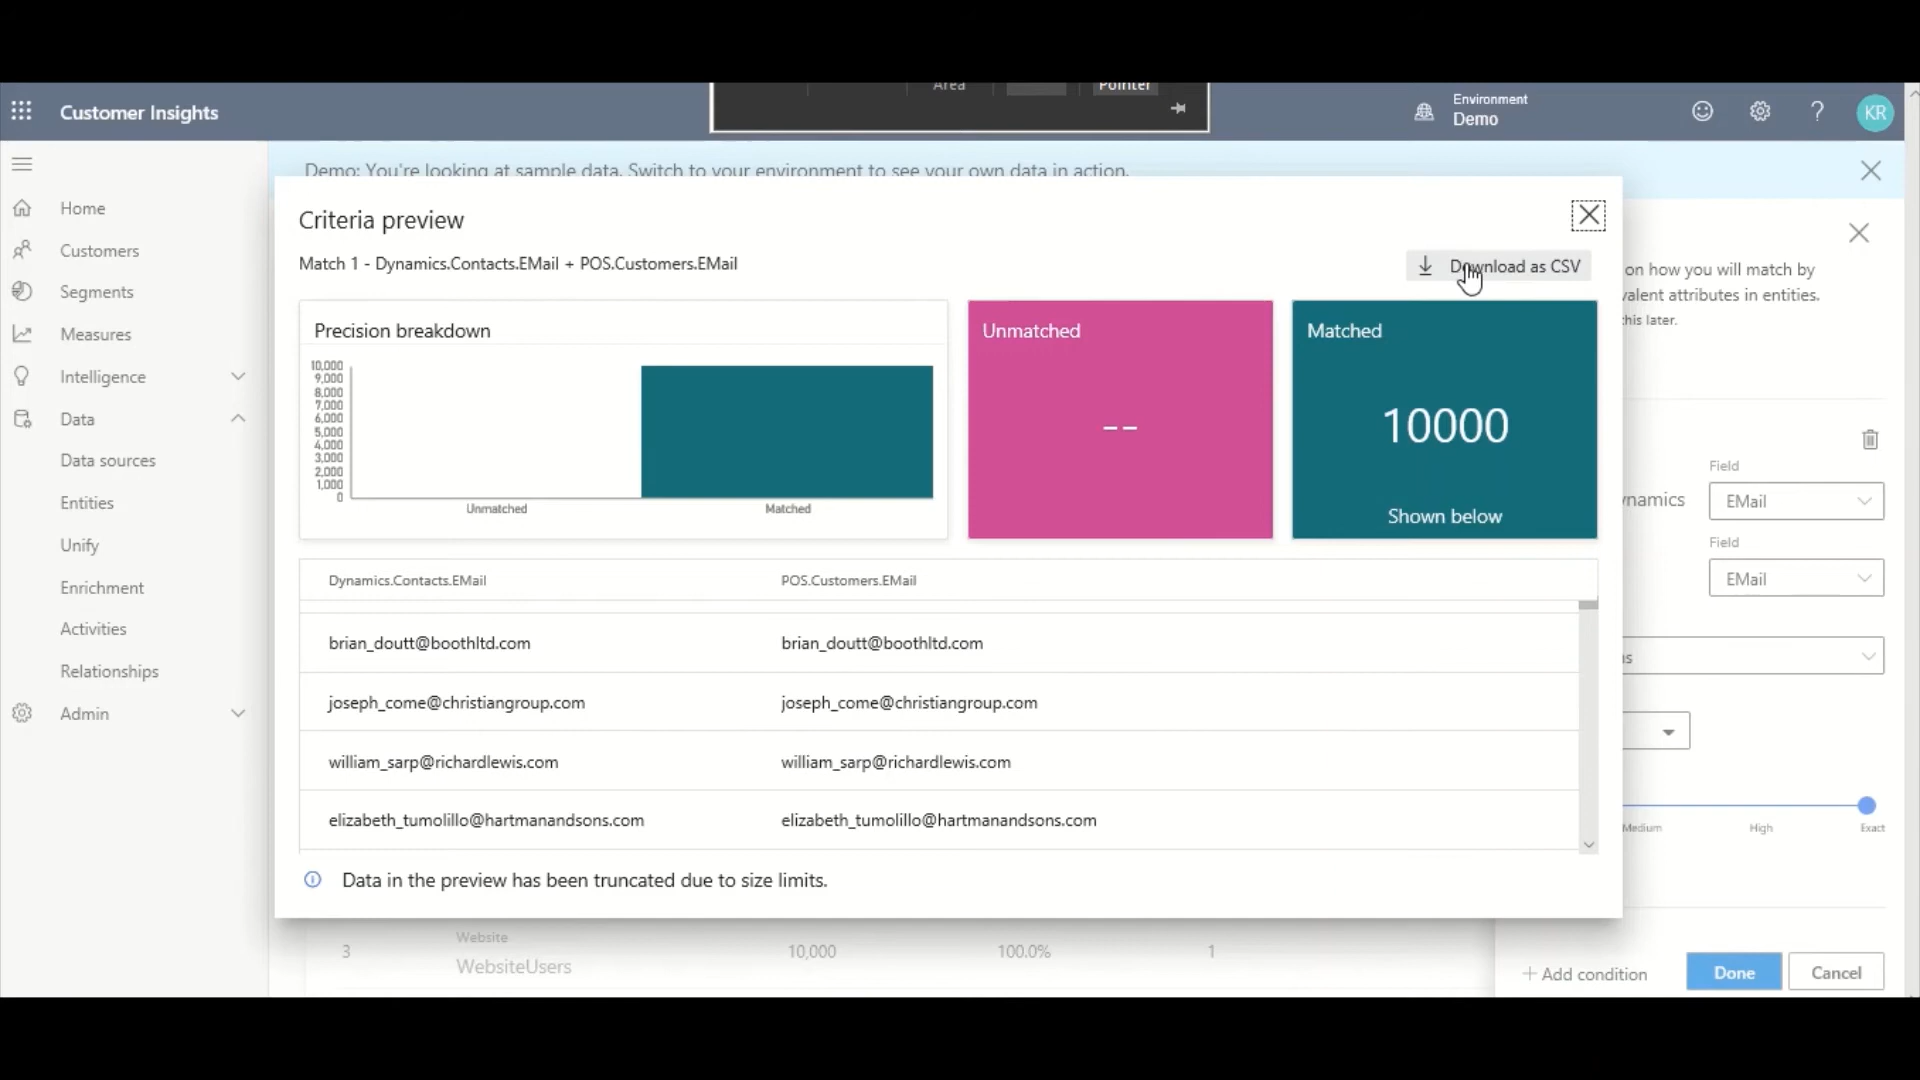 Area
Pointer
Customer Insights
Environment
Demo
?
KR
Demo: You're looking at sample data. Switch to your environment to see your own data in action.
Home
Customers
Segments
Measures
Intelligence
Data
Data sources
Entities
Unify
Enrichment
Activities
Relationships
Admin
Criteria preview
Match 1 - Dynamics.Contacts.EMail + POS.Customers.EMail
Download as CSV
Precision breakdown
10,000
9,000
8,000
7,000
6,000
5,000
4,000
3,000
2,000
1,000
0
Unmatched
Matched
Unmatched
--
Matched
10000
Shown below
Dynamics.Contacts.EMail POS.Customers.EMail
brian_doutt@boothltd.com brian_doutt@boothltd.com
joseph_come@christiangroup.com joseph_come@christiangroup.com
william_sarp@richardlewis.com william_sarp@richardlewis.com
elizabeth_tumolillo@hartmanandsons.com elizabeth_tumolillo@hartmanandsons.com
Data in the preview has been truncated due to size limits.
3 Website 10,000 100.0% 1
WebsiteUsers
on how you will match by
attributes in entities.
this later.
Field
EMail
Field
EMail
Medium High Exact
+ Add condition
Done
Cancel